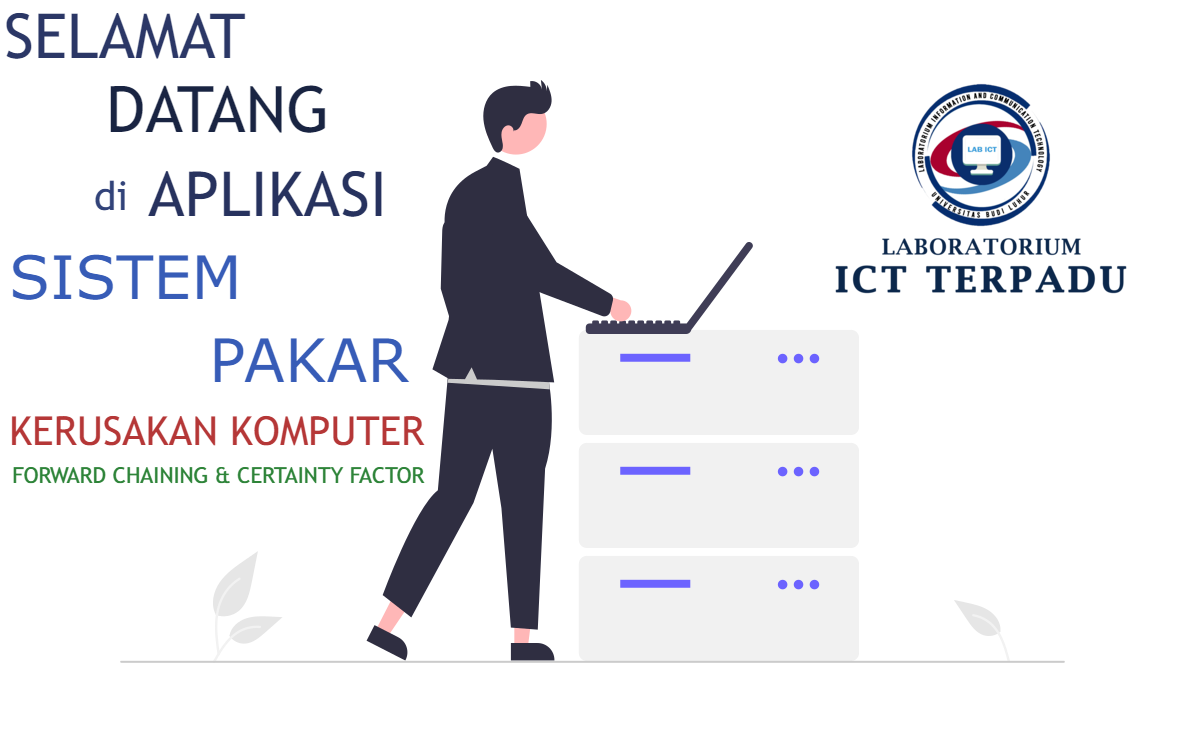 SELAMAT
DATANG
di APLIKASI
SISTEM
PAKAR
KERUSAKAN KOMPUTER
FORWARD CHAINING & CERTAINTY FACTOR
LABORATORIUM INFORMATION AND COMMUNICATION TECHNOLOGY
LAB ICT
UNIVERSITAS BUDI LUHUR
LABORATORIUM
ICT TERPADU